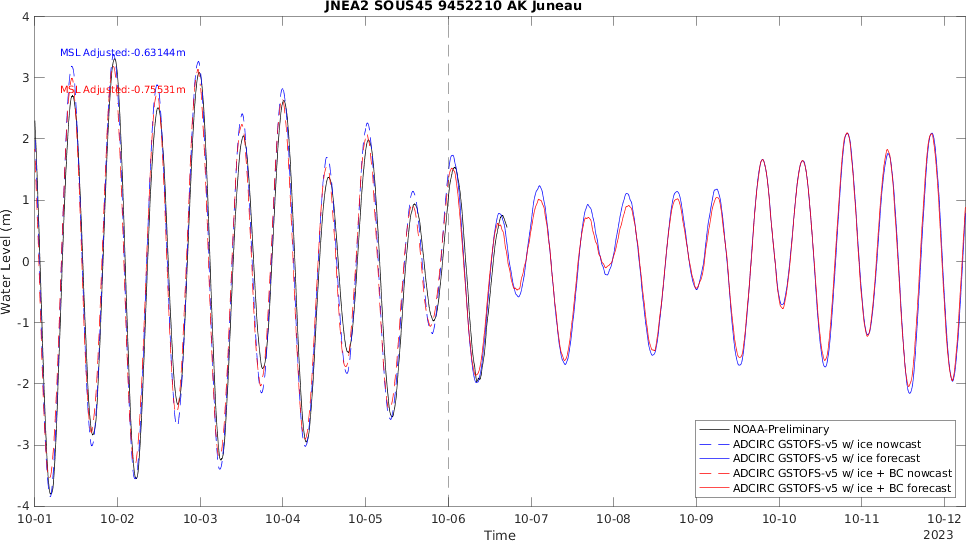 JNEA2 SOUS45 9452210 AK Juneau
4
MSL Adjusted:-0.63144m
3
MSL Adjusted:-0.75531m
2
1
0
-1
-2
-3
-4
Water Level (m)
NOAA-Preliminary
ADCIRC GSTOFS-v5 w/ ice nowcast
ADCIRC GSTOFS-v5 w/ ice forecast
ADCIRC GSTOFS-v5 w/ ice + BC nowcast
ADCIRC GSTOFS-v5 w/ ice + BC forecast
10-01 10-02 10-03 10-04 10-05 10-06 10-07 10-08 10-09 10-10 10-11 10-12
Time
2023